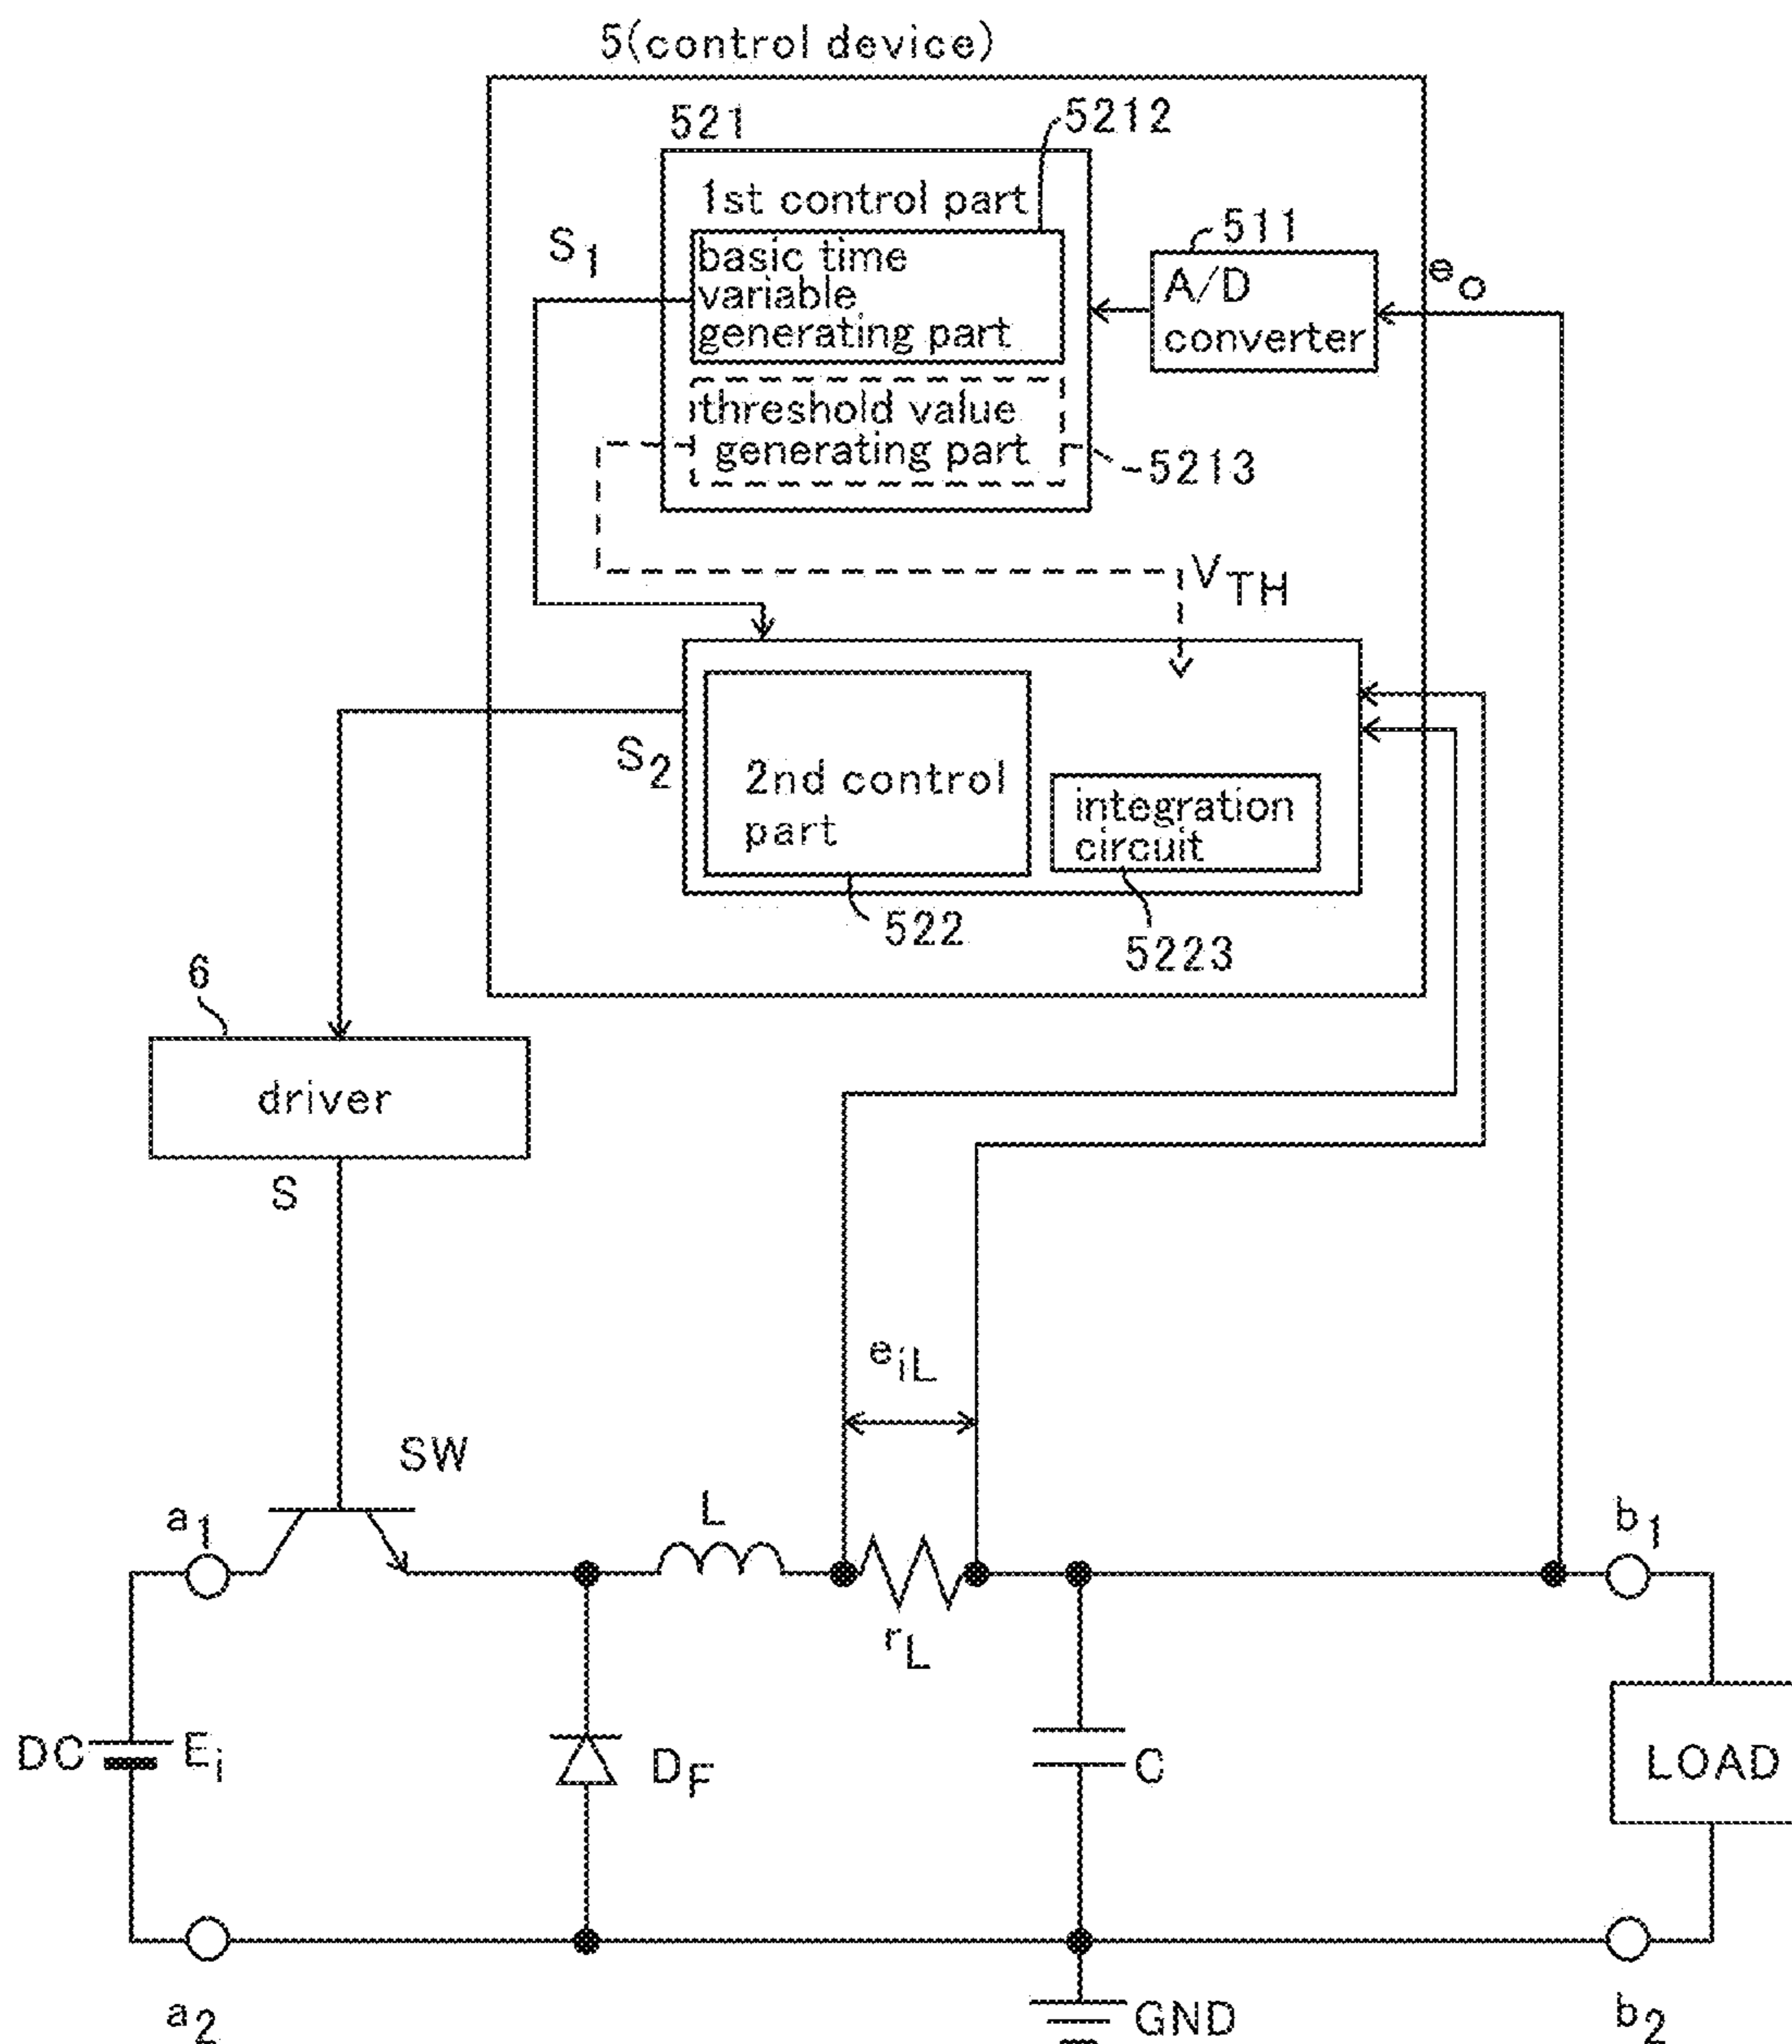 5(control device)
521
5212
1st control part
basic time
variable
generating part
S1
511
A/D
converter
eo
threshold value
generating part
5213
VTH
S2
2nd control
part
integration
circuit
522
5223
6
driver
S
eiL
SW
a1
L
b1
rL
DC
Ei
DF
C
LOAD
a2
GND
b2